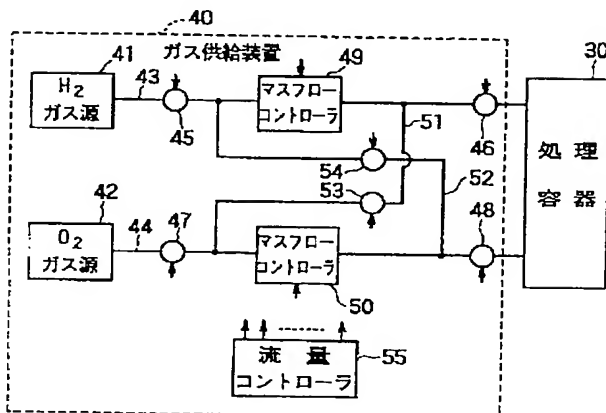 40
ガス供給装置
41
H2
ガス源
43
45
49
マスフロー
コントローラ
51
46
30
処理
容器
54
53
52
42
O2
ガス源
44
47
マスフロー
コントローラ
50
48
流量
コントローラ
55